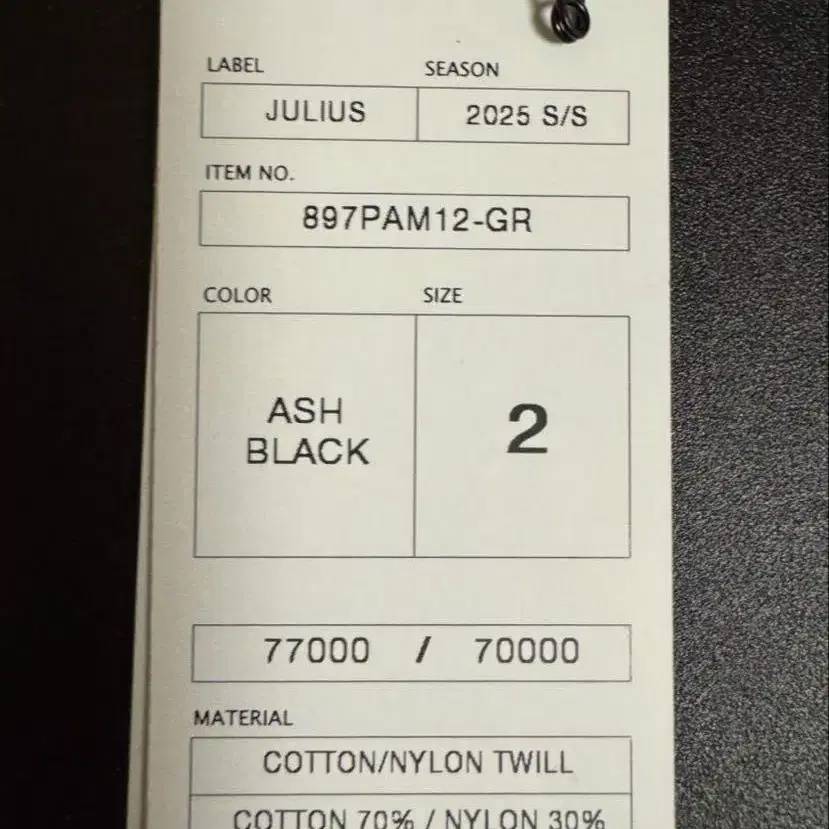 LABEL SEASON
JULIUS 2025 S/S
ITEM NO.
897PAM12-GR
COLOR SIZE
ASH
BLACK
2
77000 / 70000
MATERIAL
COTTON/NYLON TWILL
COTTON 70% / NYLON 30%